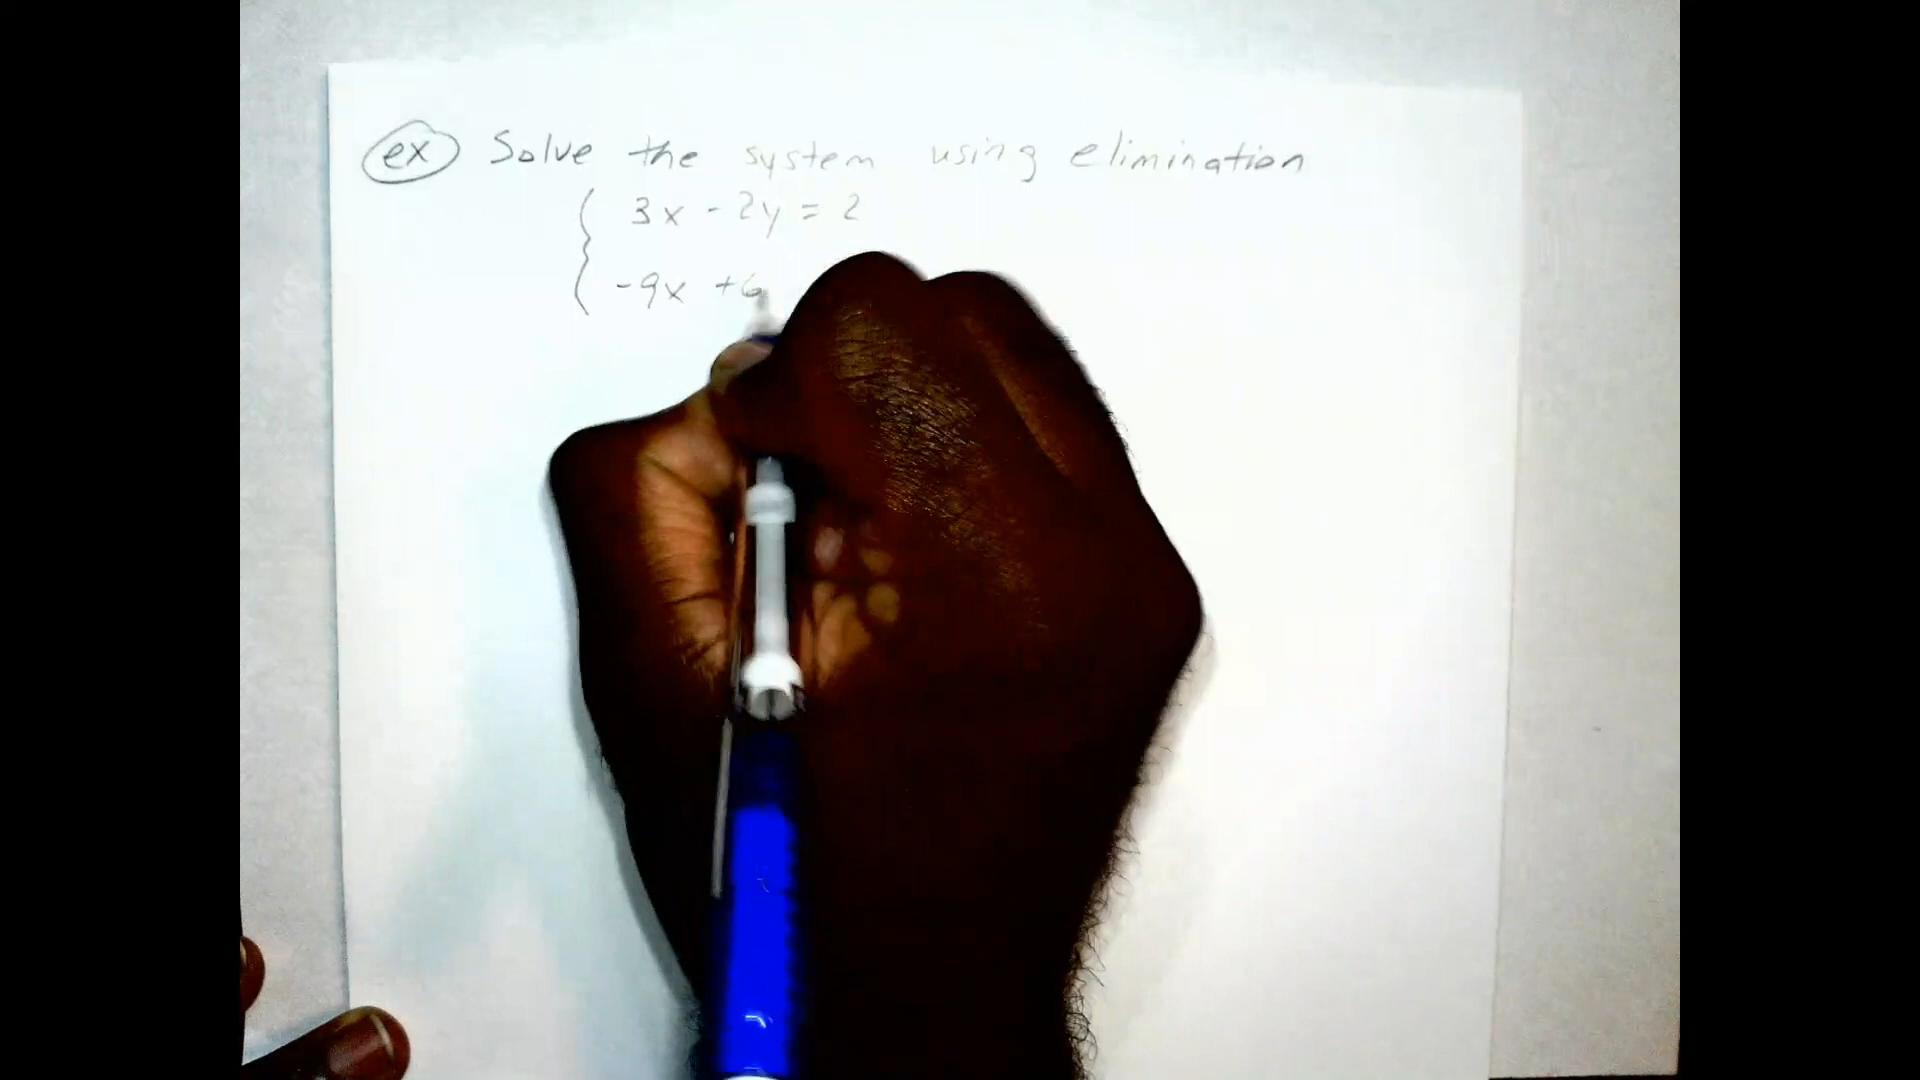 ex Solve the system using elimination
3x - 2y = 2
-9x + 6